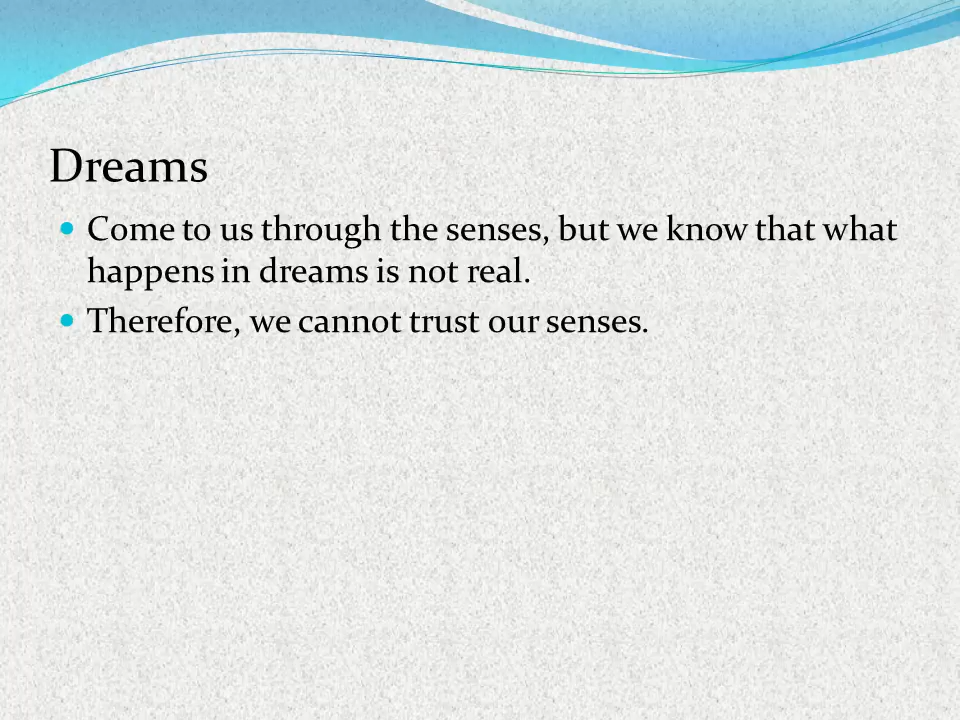 Dreams
Come to us through the senses, but we know that what
happens in dreams is not real.
Therefore, we cannot trust our senses.